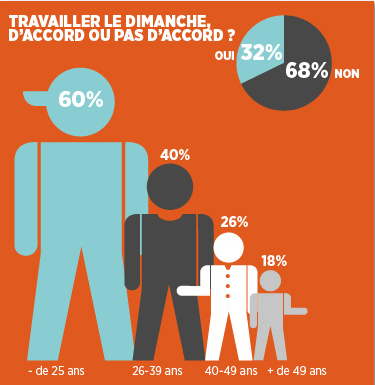 TRAVAILLER LE DIMANCHE,
D'ACCORD OU PAS D'ACCORD ?
OUI 32%
68% NON
60%
40%
26%
18%
- de 25 ans 26-39 ans 40-49 ans + de 49 ans